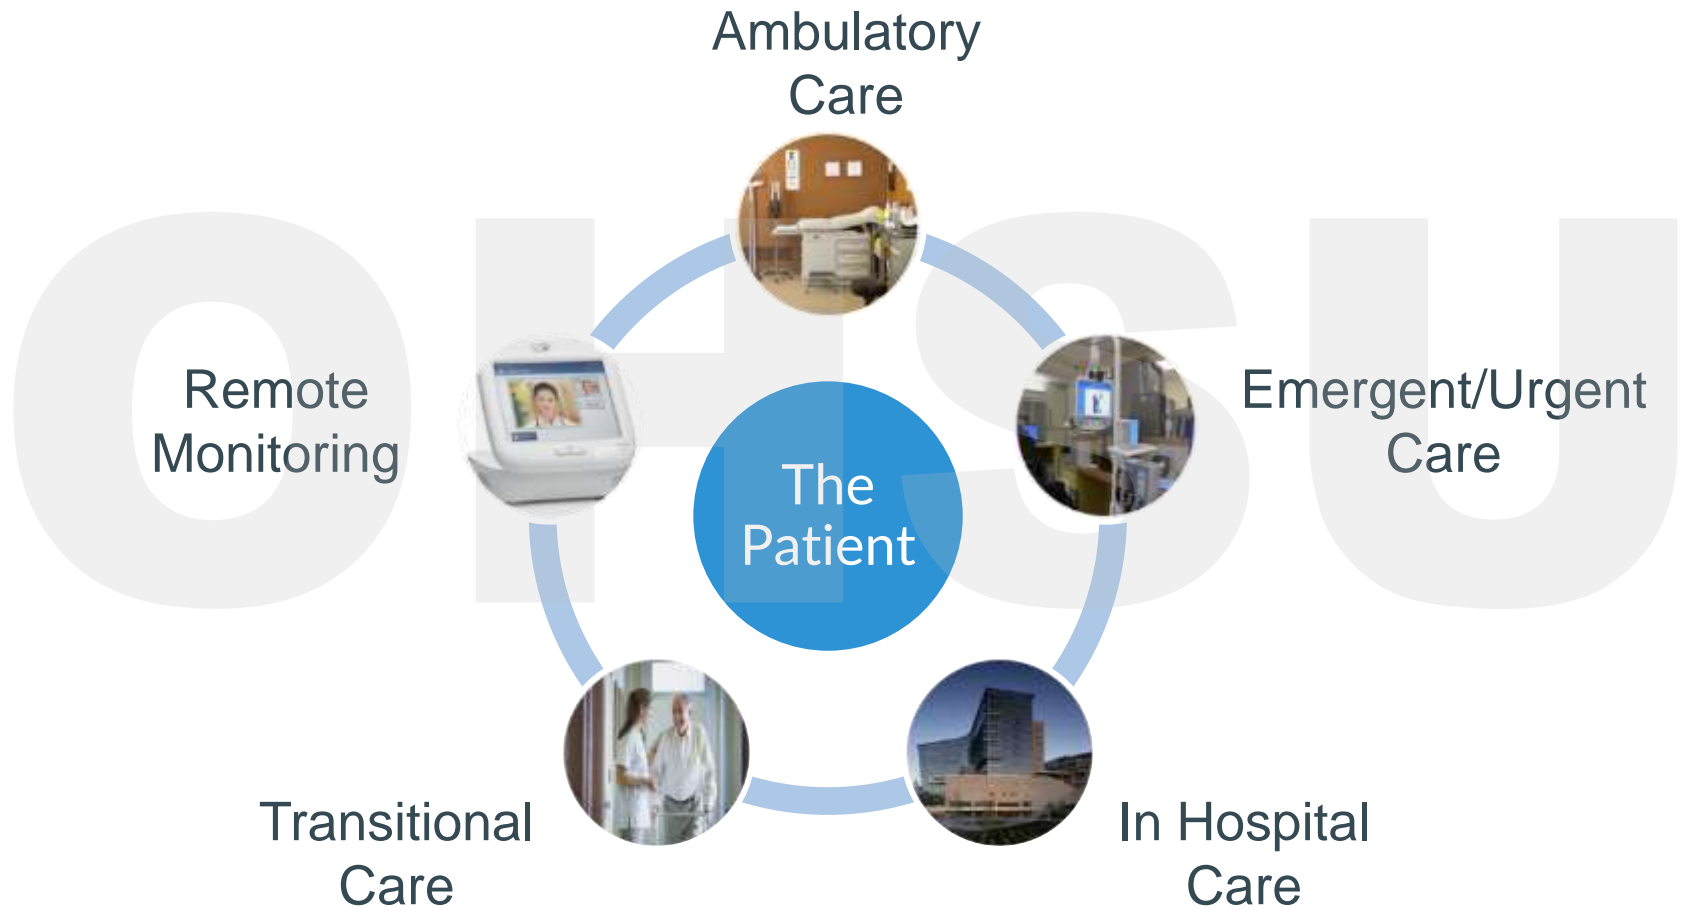 Ambulatory
Care
Emergent/Urgent
Care
In Hospital
Care
Transitional
Care
Remote
Monitoring
The
Patient
OHSU